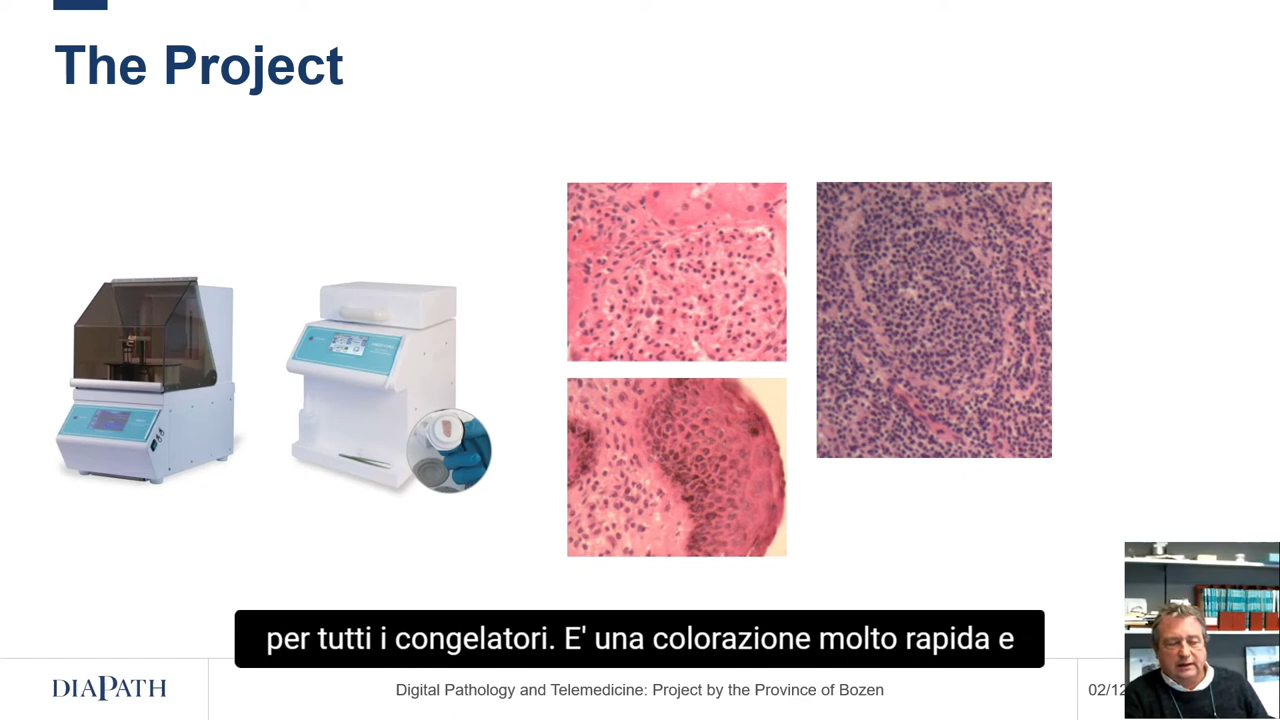 The Project
per tutti i congelatori. E' una colorazione molto rapida e
DIAPATH
Digital Pathology and Telemedicine: Project by the Province of Bozen
02/12